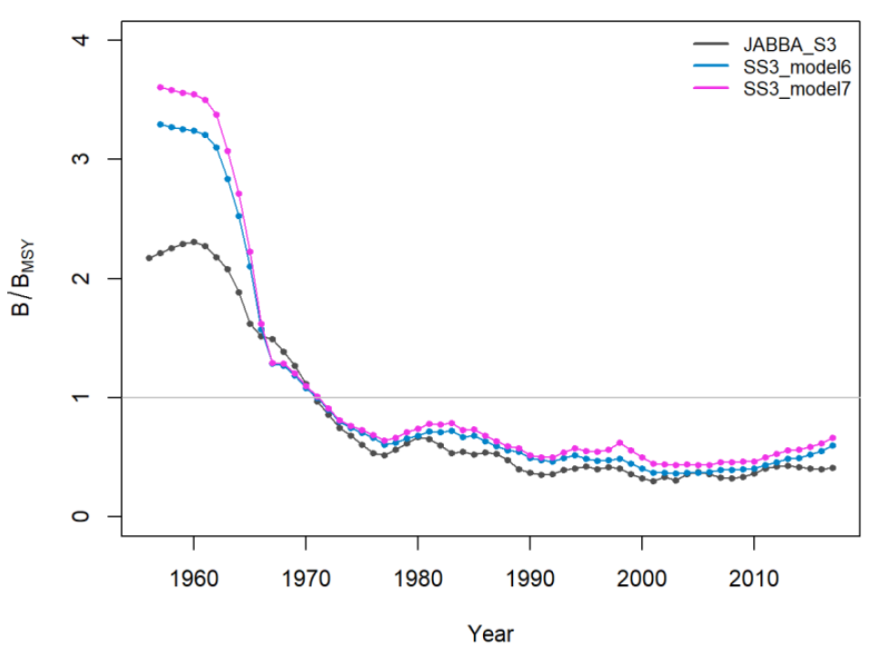 JABBA_S3
SS3_model6
SS3_model7
B/B_MSY
4
3
2
1
0
1960 1970 1980 1990 2000 2010
Year